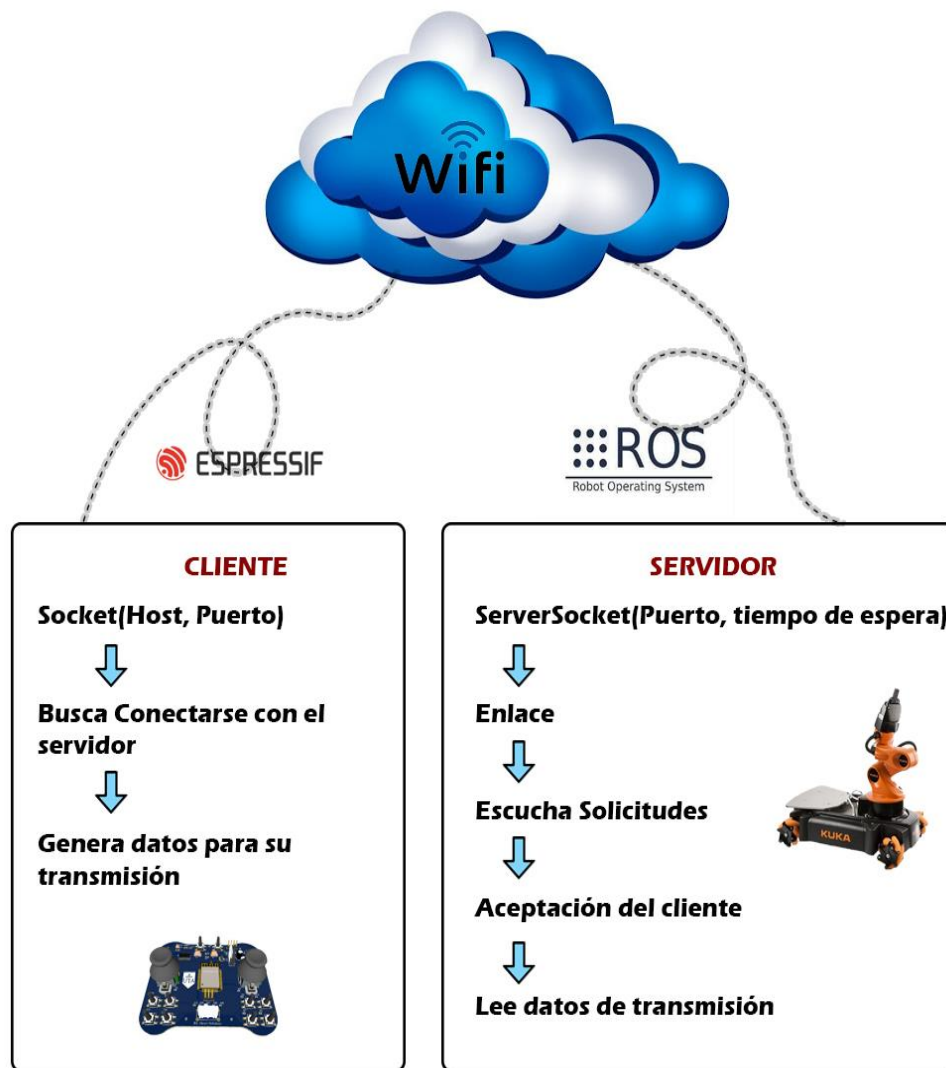 Wifi
ESPRESSIF
ROS
Robot Operating System
CLIENTE
Socket(Host, Puerto)
Busca Conectarse con el
servidor
Genera datos para su
transmisión
SERVIDOR
ServerSocket(Puerto, tiempo de espera)
Enlace
Escucha Solicitudes
Aceptación del cliente
Lee datos de transmisión
KUKA